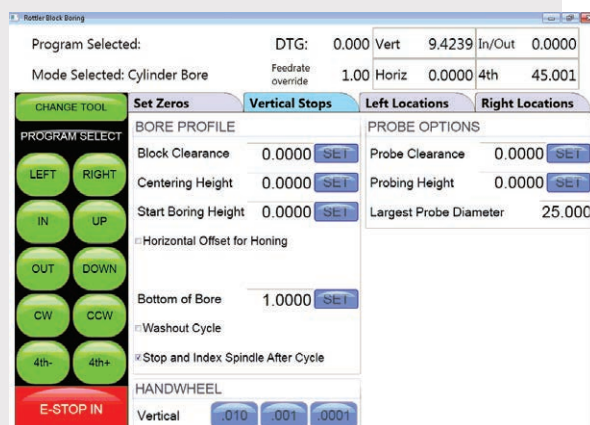 Rottler Block Boring
Program Selected: DTG: 0.000 Vert 9.4239 In/Out 0.0000
Mode Selected: Cylinder Bore Feedrate override 1.00 Horiz 0.0000 4th 45.001
CHANGE TOOL Set Zeros Vertical Stops Left Locations Right Locations
PROGRAM SELECT BORE PROFILE PROBE OPTIONS
Block Clearance 0.0000 SET Probe Clearance 0.0000 SET
LEFT RIGHT Centering Height 0.0000 SET Probing Height 0.0000 SET
IN UP Start Boring Height 0.0000 SET Largest Probe Diameter 25.000
Horizontal Offset for Honing
OUT DOWN
Bottom of Bore 1.0000 SET
CW CCW Washout Cycle
4th- 4th+ Stop and Index Spindle After Cycle
HANDWHEEL
E-STOP IN Vertical .010 .001 .0001